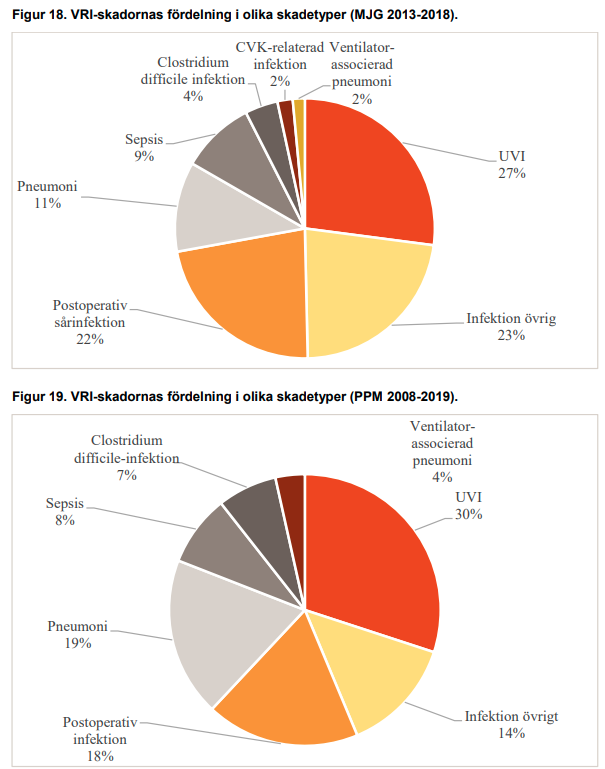 Figur 18. VRI-skadornas fördelning i olika skadetyper (MJG 2013-2018).
Clostridium
difficile infektion
4%
CVK-relaterad
infektion
2%
Ventilator-
associerad
pneumoni
2%
Sepsis
9%
UVI
27%
Pneumoni
11%
Postoperativ
sårinfektion
22%
Infektion övrig
23%
Figur 19. VRI-skadornas fördelning i olika skadetyper (PPM 2008-2019).
Clostridium
difficile-infektion
7%
Ventilator-
associerad
pneumoni
4%
UVI
30%
Sepsis
8%
Pneumoni
19%
Postoperativ
infektion
18%
Infektion övrigt
14%